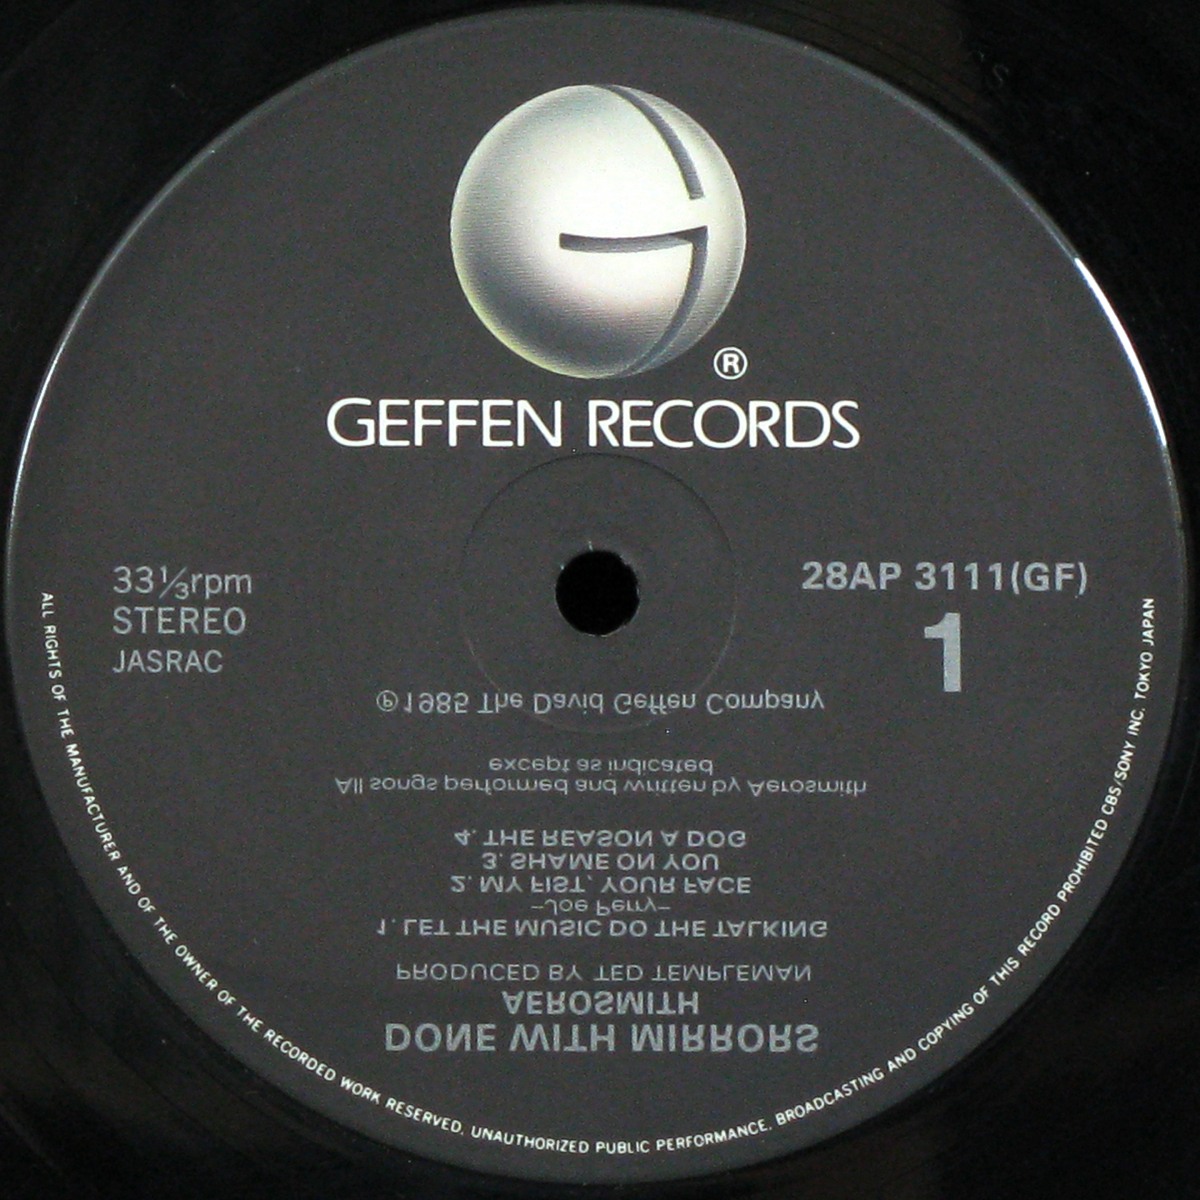 ®
GEFFEN RECORDS
33⅓rpm
STEREO
JASRAC
28AP 3111(GF)
1
℗1985 The David Geffen Company
except as indicated
All songs performed and written by Aerosmith
4. THE REASON A DOG
3. SHAME ON YOU
2. MY FIST, YOUR FACE
–Joe Perry–
1. LET THE MUSIC DO THE TALKING
PRODUCED BY TED TEMPLEMAN
AEROSMITH
DONE WITH MIRRORS
ALL RIGHTS OF THE MANUFACTURER AND OF THE OWNER OF THE RECORDED WORK RESERVED. UNAUTHORIZED PUBLIC PERFORMANCE. BROADCASTING AND COPYING OF THIS RECORD PROHIBITED CBS/SONY INC. TOKYO JAPAN